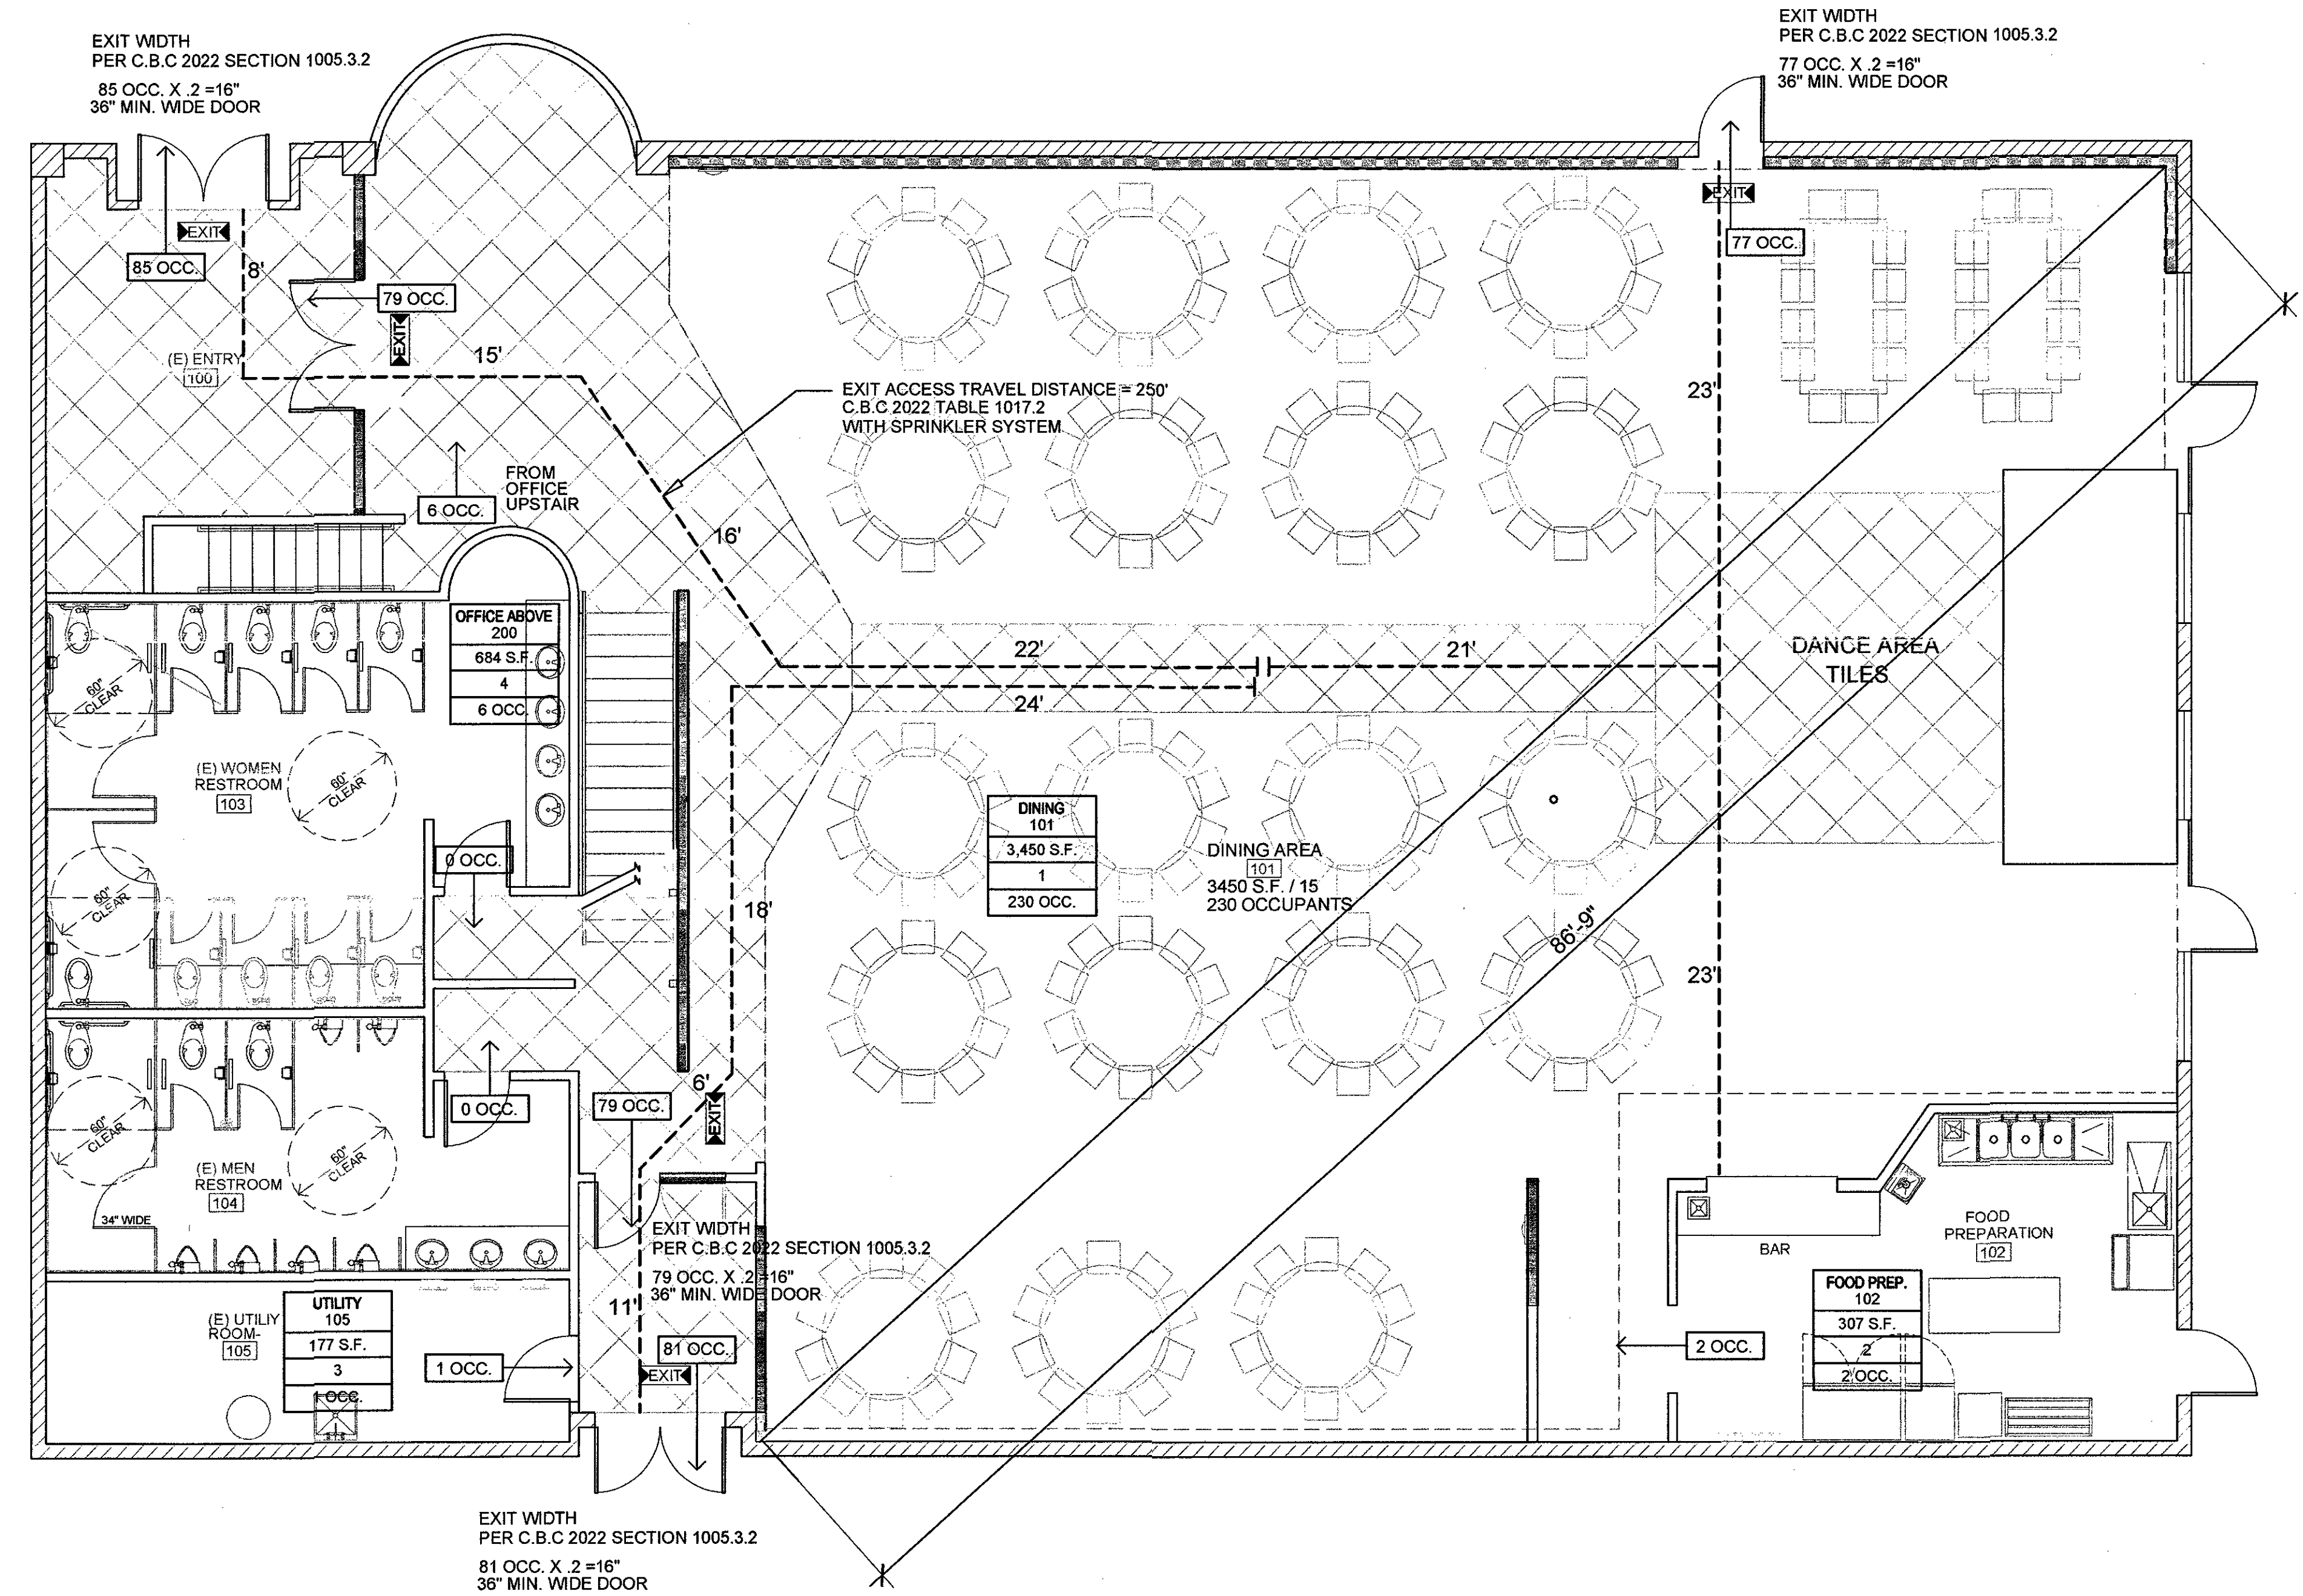 EXIT WIDTH
PER C.B.C 2022 SECTION 1005.3.2
85 OCC. X .2 =16"
36" MIN. WIDE DOOR
EXIT WIDTH
PER C.B.C 2022 SECTION 1005.3.2
77 OCC. X .2 =16"
36" MIN. WIDE DOOR
EXIT
85 OCC.
8'
79 OCC.
EXIT
15'
(E) ENTRY
100
EXIT
77 OCC.
EXIT ACCESS TRAVEL DISTANCE = 250'
C.B.C 2022 TABLE 1017.2
WITH SPRINKLER SYSTEM
23'
FROM
OFFICE
UPSTAIR
6 OCC.
16'
OFFICE ABOVE
200
684 S.F.
4
6 OCC.
22'
21'
24'
DANCE AREA
TILES
60"
CLEAR
(E) WOMEN
RESTROOM
103
60"
CLEAR
0 OCC.
60"
CLEAR
18'
DINING
101
3,450 S.F.
1
230 OCC.
DINING AREA
101
3450 S.F. / 15
230 OCCUPANTS
86'-9"
23'
6'
79 OCC.
EXIT
0 OCC.
60"
CLEAR
60"
CLEAR
(E) MEN
RESTROOM
104
34" WIDE
EXIT WIDTH
PER C.B.C 2022 SECTION 1005.3.2
79 OCC. X .2 =16"
36" MIN. WIDE DOOR
11'
81 OCC.
EXIT
(E) UTILIY
ROOM-
105
UTILITY
105
177 S.F.
3
1 OCC.
1 OCC.
BAR
FOOD
PREPARATION
102
FOOD PREP.
102
307 S.F.
2
2 OCC.
2 OCC.
EXIT WIDTH
PER C.B.C 2022 SECTION 1005.3.2
81 OCC. X .2 =16"
36" MIN. WIDE DOOR